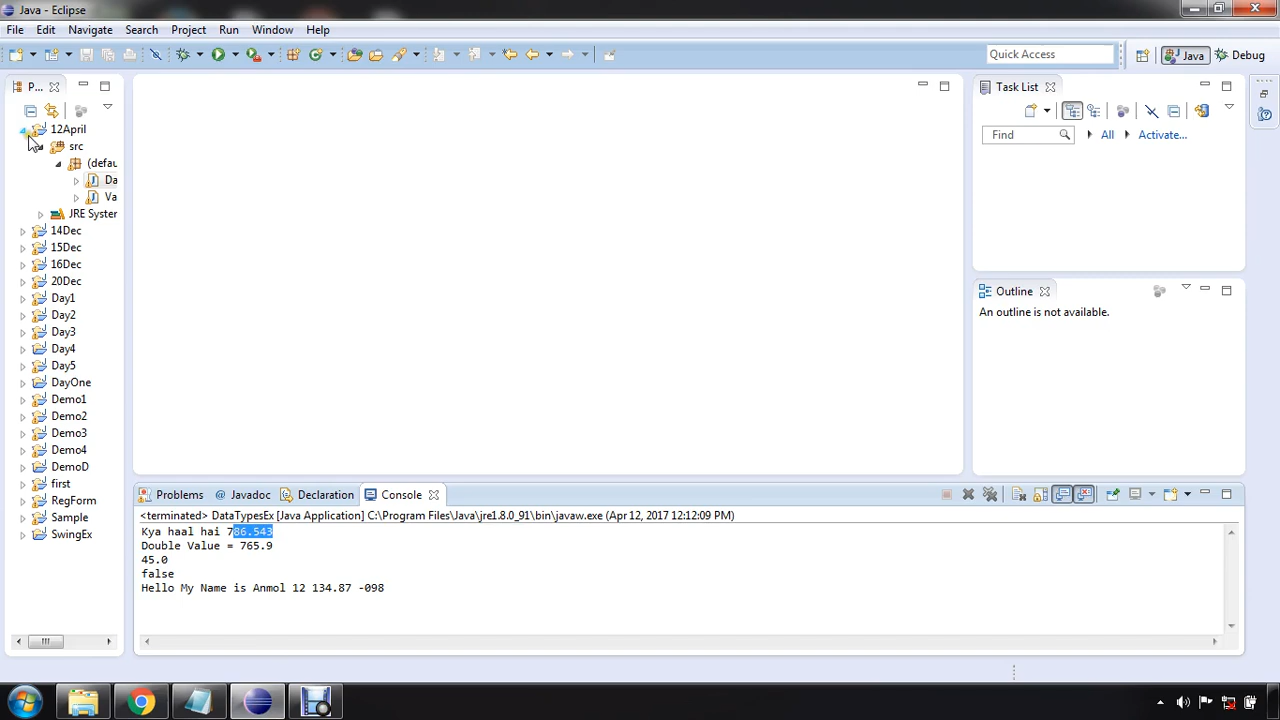 Java - Eclipse
File Edit Navigate Search Project Run Window Help
Quick Access
Java
Debug
P...
12April
src
(defau
Da
Va
JRE System
14Dec
15Dec
16Dec
20Dec
Day1
Day2
Day3
Day4
Day5
DayOne
Demo1
Demo2
Demo3
Demo4
DemoD
first
RegForm
Sample
SwingEx
Task List
Find
All
Activate...
Outline
An outline is not available.
Problems @ Javadoc Declaration Console
<terminated> DataTypesEx [Java Application] C:\Program Files\Java\jre1.8.0_91\bin\javaw.exe (Apr 12, 2017 12:12:09 PM)
Kya haal hai 786.543
Double Value = 765.9
45.0
false
Hello My Name is Anmol 12 134.87 -098